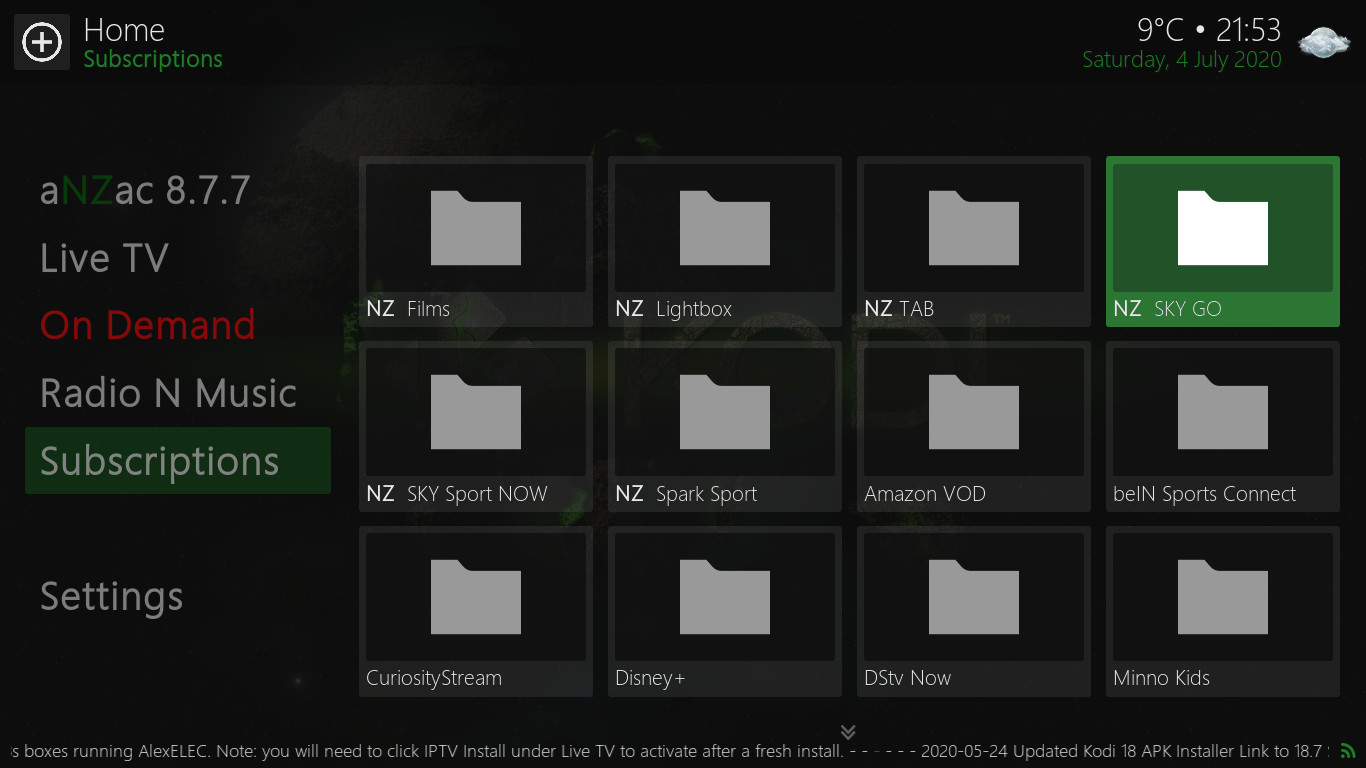 Home
Subscriptions
9°C • 21:53
Saturday, 4 July 2020
aNZac 8.7.7
Live TV
On Demand
Radio N Music
Subscriptions
Settings
NZ Films
NZ Lightbox
NZ TAB
NZ SKY GO
KODI
NZ SKY Sport NOW
NZ Spark Sport
Amazon VOD
beIN Sports Connect
CuriosityStream
Disney+
DStv Now
Minno Kids
s boxes running AlexELEC. Note: you will need to click IPTV Install under Live TV to activate after a fresh install. - - - - - - 2020-05-24 Updated Kodi 18 APK Installer Link to 18.7